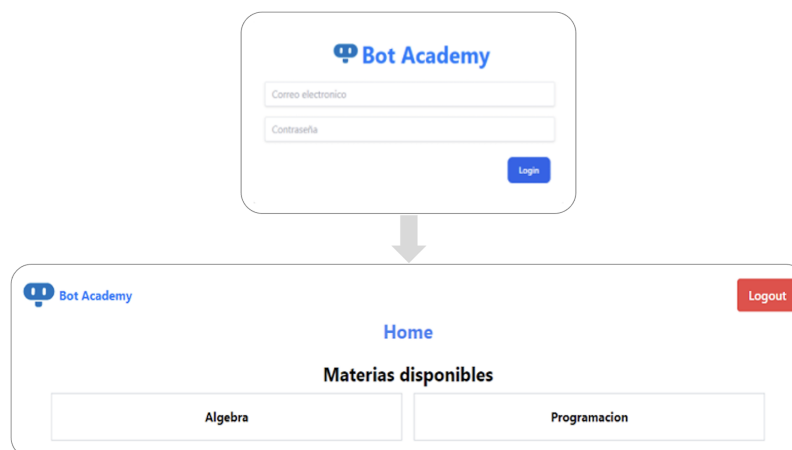 Bot Academy
Correo electronico
Contraseña
Login
Bot Academy
Logout
Home
Materias disponibles
Algebra
Programacion